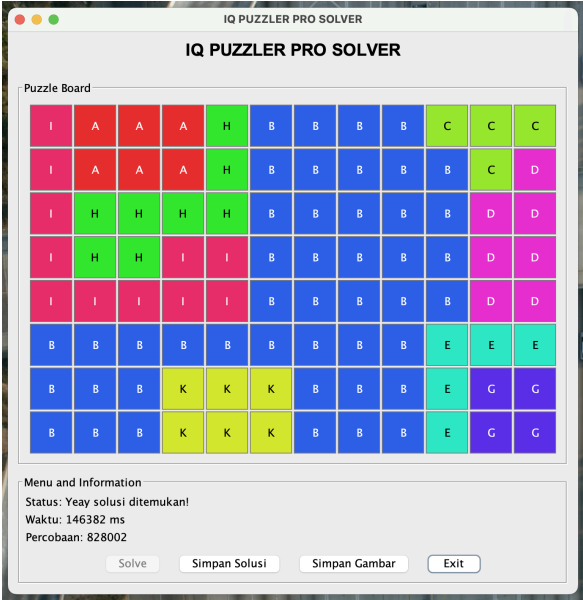 IQ PUZZLER PRO SOLVER
IQ PUZZLER PRO SOLVER
Puzzle Board
I A A A H B B B B C C C
I A A A H B B B B B C D
I H H H H B B B B B D D
I H H I I B B B B B D D
I I I I I B B B B B D D
B B B B B B B B B E E E
B B B K K K B B B E G G
B B B K K K B B B E G G
Menu and Information
Status: Yeay solusi ditemukan!
Waktu: 146382 ms
Percobaan: 828002
Solve Simpan Solusi Simpan Gambar Exit